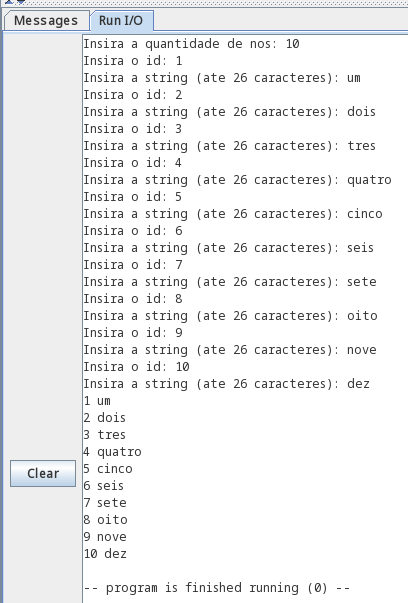 Messages Run I/O
Insira a quantidade de nos: 10
Insira o id: 1
Insira a string (ate 26 caracteres): um
Insira o id: 2
Insira a string (ate 26 caracteres): dois
Insira o id: 3
Insira a string (ate 26 caracteres): tres
Insira o id: 4
Insira a string (ate 26 caracteres): quatro
Insira o id: 5
Insira a string (ate 26 caracteres): cinco
Insira o id: 6
Insira a string (ate 26 caracteres): seis
Insira o id: 7
Insira a string (ate 26 caracteres): sete
Insira o id: 8
Insira a string (ate 26 caracteres): oito
Insira o id: 9
Insira a string (ate 26 caracteres): nove
Insira o id: 10
Insira a string (ate 26 caracteres): dez
1 um
2 dois
3 tres
4 quatro
Clear
5 cinco
6 seis
7 sete
8 oito
9 nove
10 dez
-- program is finished running (0) --